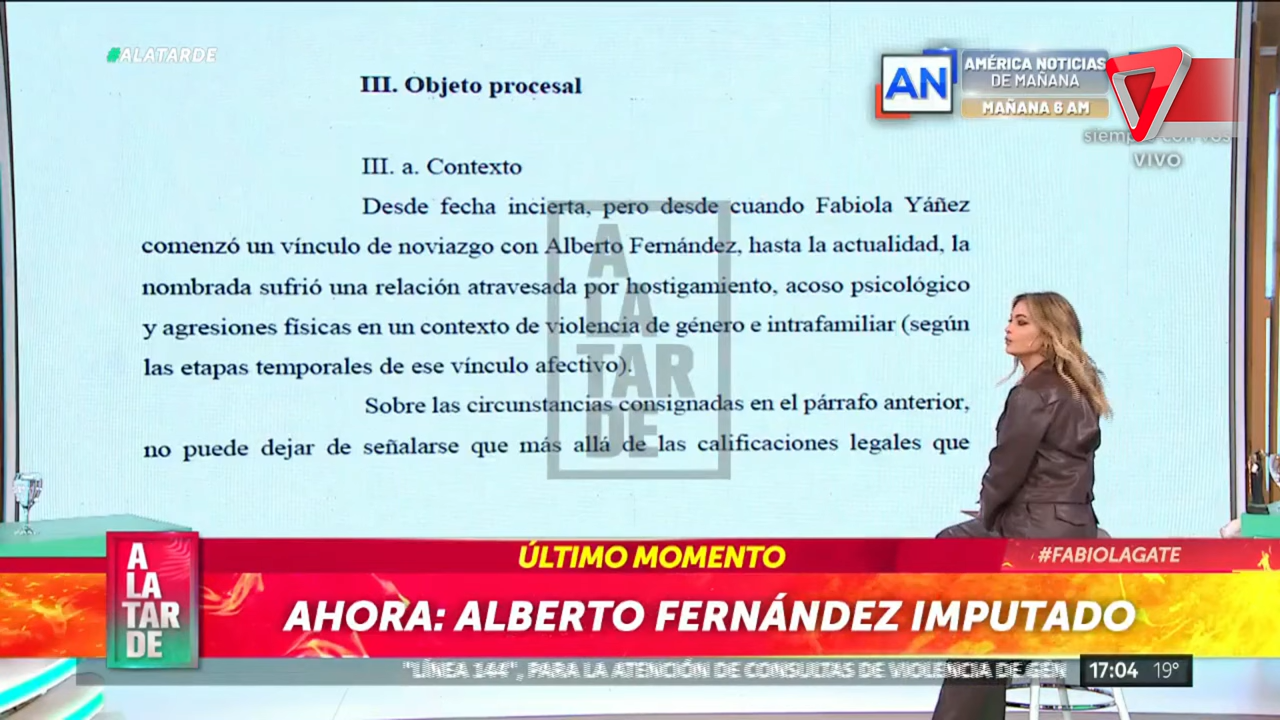 #ALATARDE
AN
AMÉRICA NOTICIAS
DE MAÑANA
MAÑANA 6 AM
VIVO
III. Objeto procesal
III. a. Contexto
Desde fecha incierta, pero desde cuando Fabiola Yáñez
comenzó un vínculo de noviazgo con Alberto Fernández, hasta la actualidad, la
nombrada sufrió una relación atravesada por hostigamiento, acoso psicológico
y agresiones físicas en un contexto de violencia de género e intrafamiliar (según
las etapas temporales de ese vínculo afectivo).
Sobre las circunstancias consignadas en el párrafo anterior,
no puede dejar de señalarse que más allá de las calificaciones legales que
A
LA
TAR
DE
ÚLTIMO MOMENTO
#FABIOLAGATE
A
LA
TAR
DE
AHORA: ALBERTO FERNÁNDEZ IMPUTADO
"LÍNEA 144", PARA LA ATENCIÓN DE CONSULTAS DE VIOLENCIA DE GÉN
17:04 19°